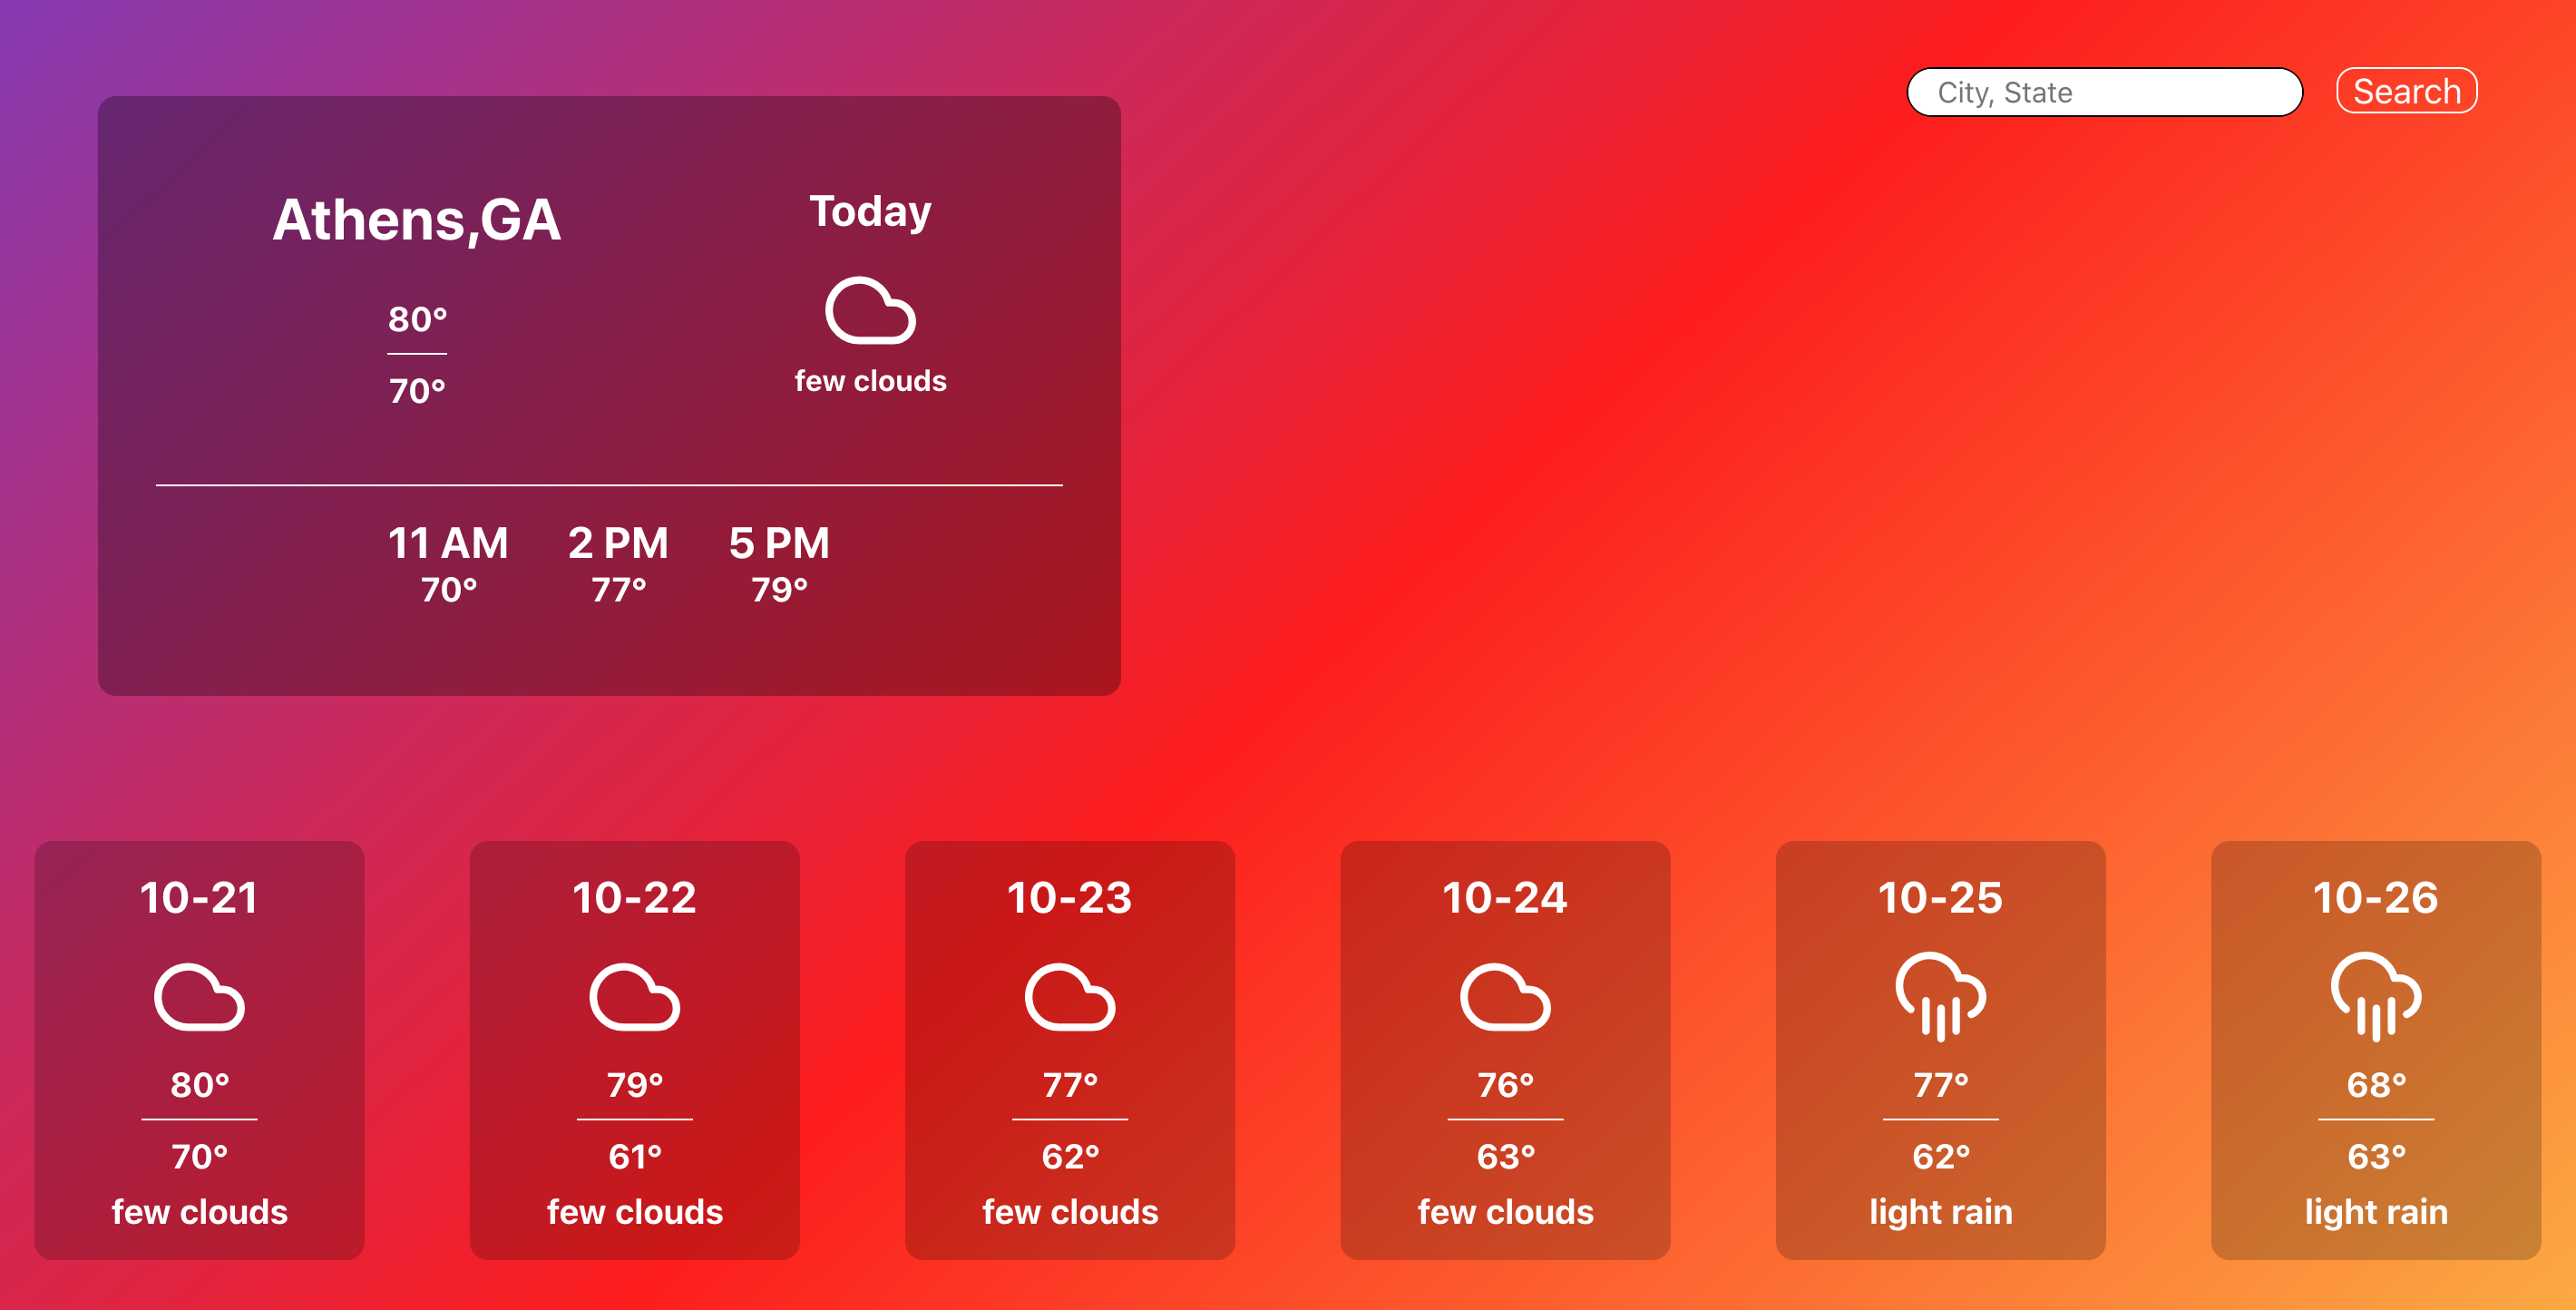 City, State
Search
Athens,GA
80°
70°
Today
few clouds
11 AM
70°
2 PM
77°
5 PM
79°
10-21
80°
70°
few clouds
10-22
79°
61°
few clouds
10-23
77°
62°
few clouds
10-24
76°
63°
few clouds
10-25
77°
62°
light rain
10-26
68°
63°
light rain